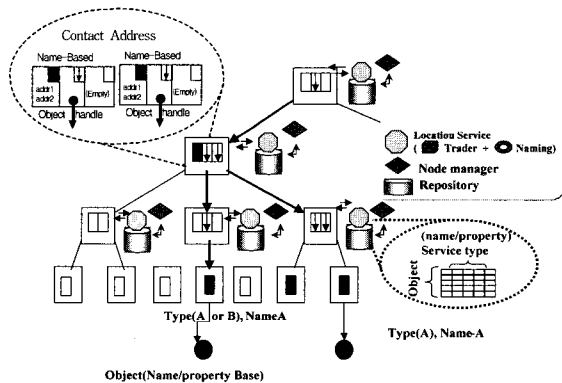 Contact Address
Name-Based Name-Based
addr1 addr2 (Empty) addr1 addr2 (Empty)
Object handle Object handle
Location Service
( Trader + Naming)
Node manager
Repository
(name/property)
Service type
Object
Type(A or B), NameA
Type(A), Name-A
Object(Name/property Base)